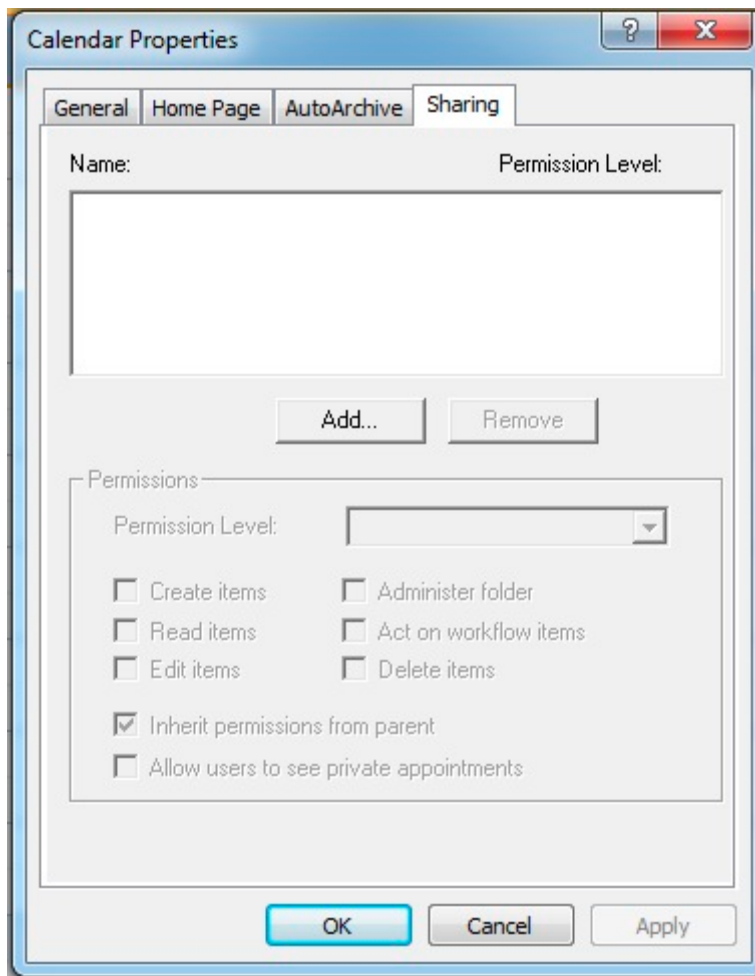 Calendar Properties
General Home Page AutoArchive Sharing
Name: Permission Level:
Add... Remove
Permissions
Permission Level:
Create items Administer folder
Read items Act on workflow items
Edit items Delete items
Inherit permissions from parent
Allow users to see private appointments
OK Cancel Apply